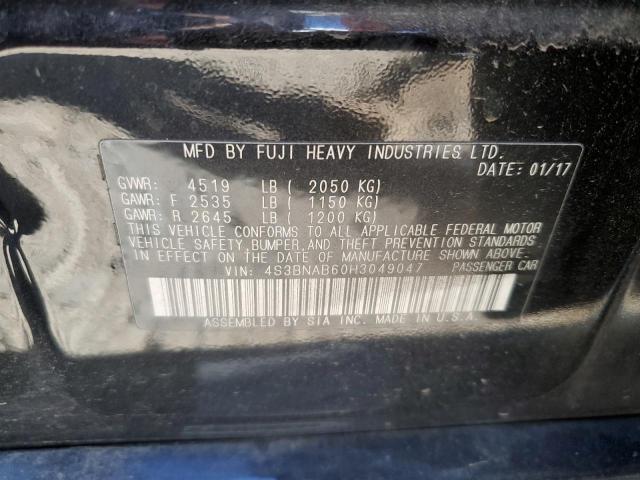 MFD BY FUJI HEAVY INDUSTRIES LTD.
DATE: 01/17
GVWR: 4519 LB ( 2050 KG)
GAWR: F 2535 LB ( 1150 KG)
GAWR: R 2645 LB ( 1200 KG)
THIS VEHICLE CONFORMS TO ALL APPLICABLE FEDERAL MOTOR
VEHICLE SAFETY, BUMPER, AND THEFT PREVENTION STANDARDS
IN EFFECT ON THE DATE OF MANUFACTURE SHOWN ABOVE.
VIN: 4S3BNAB60H3049047 PASSENGER CAR
ASSEMBLED BY SIA INC. MADE IN U.S.A.